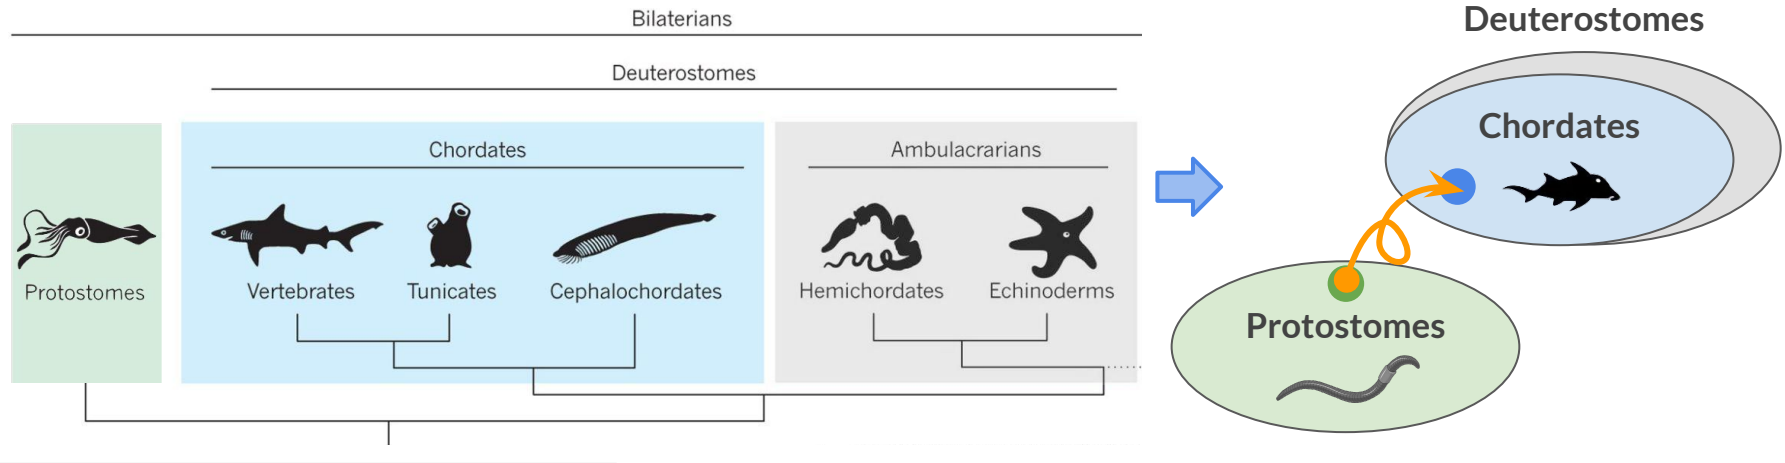 Bilaterians
Deuterostomes
Chordates
Ambulacrarians
Protostomes
Vertebrates
Tunicates
Cephalochordates
Hemichordates
Echinoderms
Deuterostomes
Chordates
Protostomes